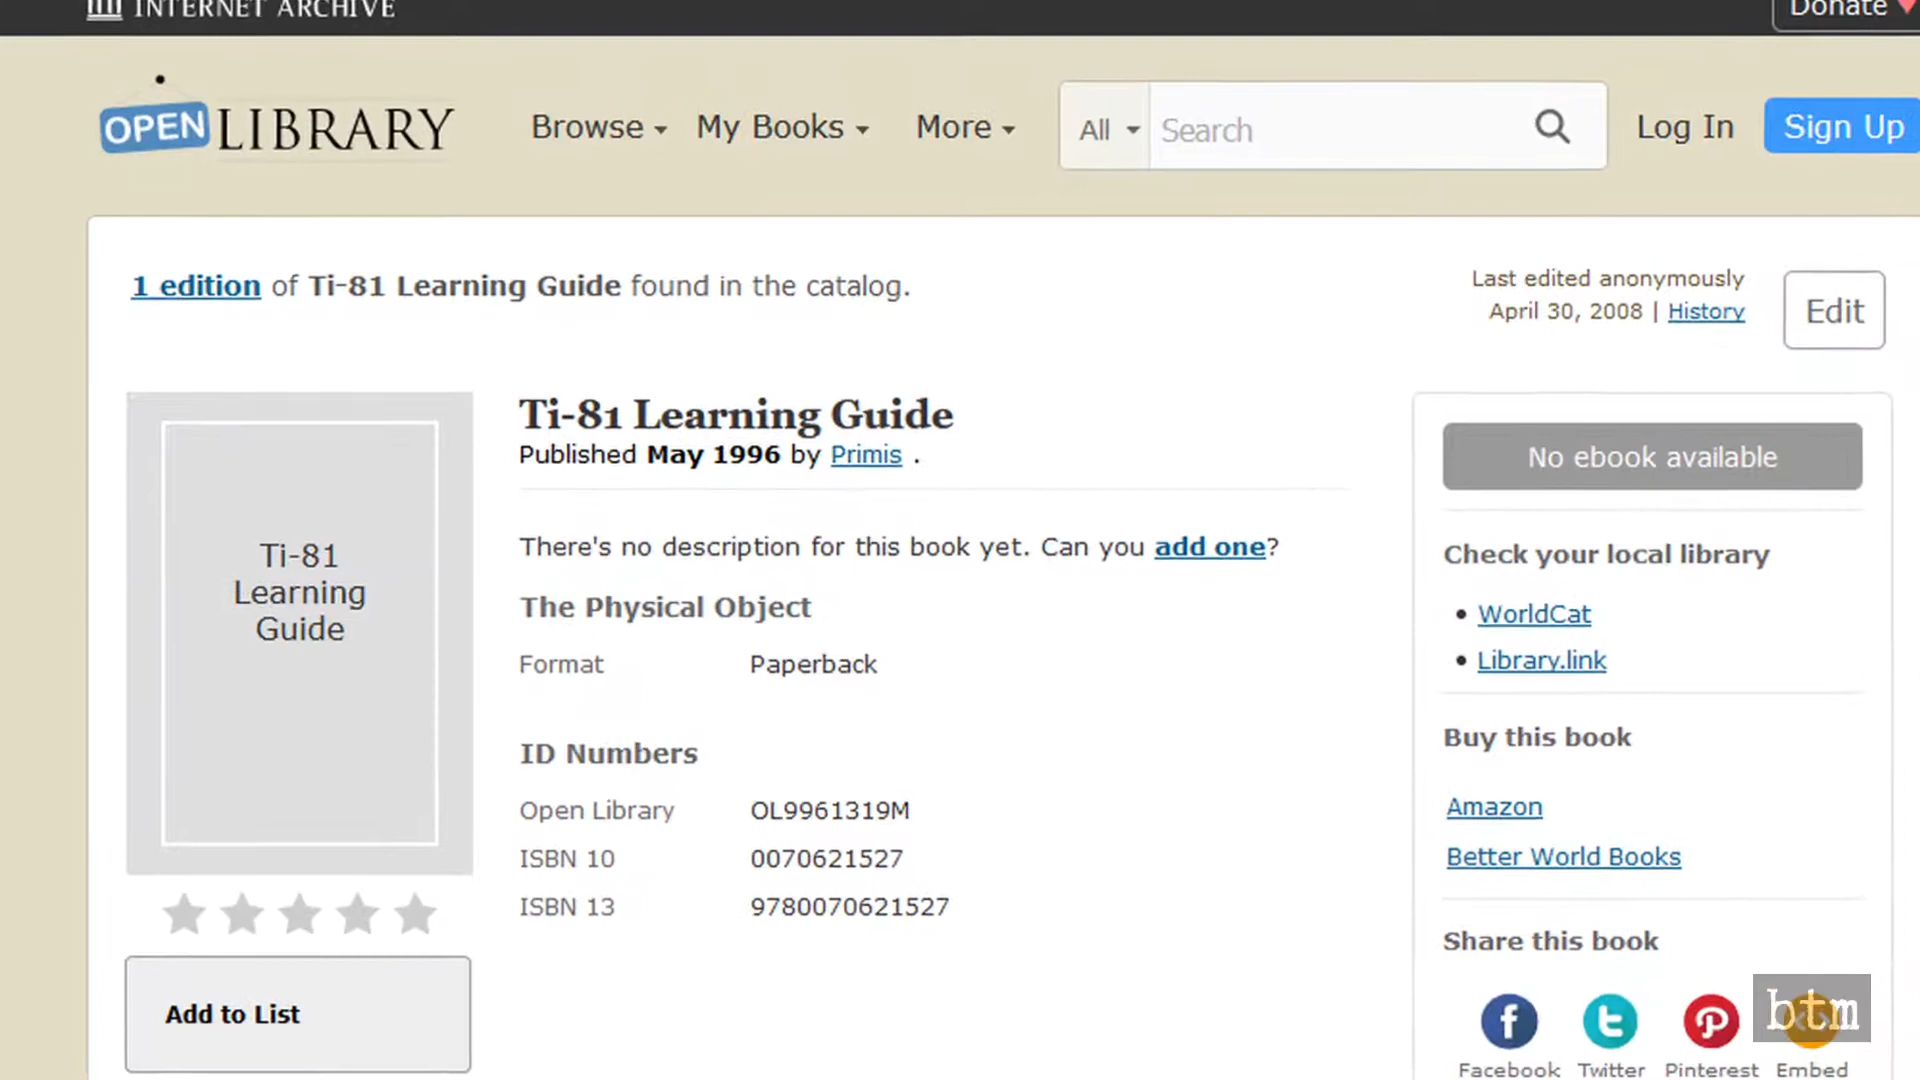 INTERNET ARCHIVE
Donate
OPEN LIBRARY
Browse
My Books
More
All
Search
Log In
Sign Up
1 edition of Ti-81 Learning Guide found in the catalog.
Last edited anonymously
April 30, 2008 | History
Edit
Ti-81
Learning
Guide
Add to List
Ti-81 Learning Guide
Published May 1996 by Primis .
There's no description for this book yet. Can you add one?
The Physical Object
Format Paperback
ID Numbers
Open Library OL9961319M
ISBN 10 0070621527
ISBN 13 9780070621527
No ebook available
Check your local library
• WorldCat
• Library.link
Buy this book
Amazon
Better World Books
Share this book
Facebook Twitter Pinterest Embed
btm